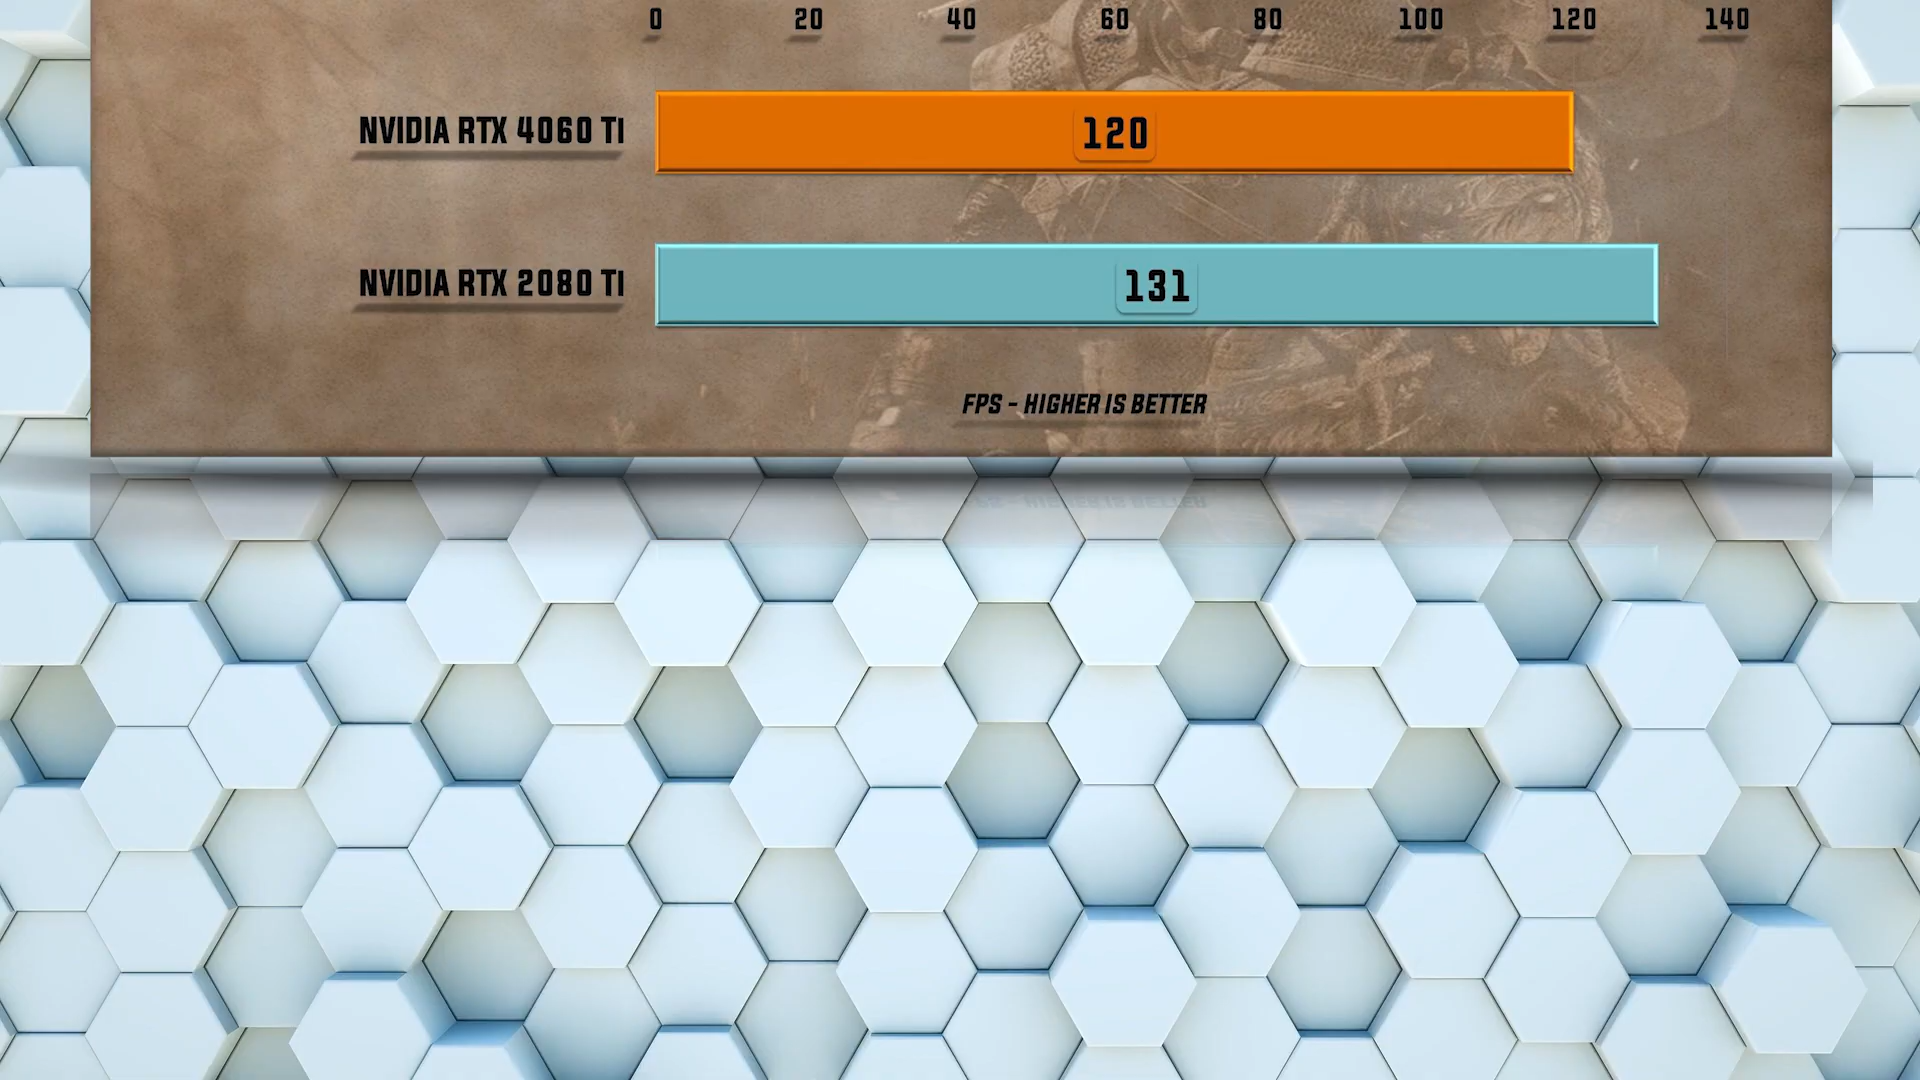 0 20 40 60 80 100 120 140
NVIDIA RTX 4060 TI 120
NVIDIA RTX 2080 TI 131
FPS - HIGHER IS BETTER